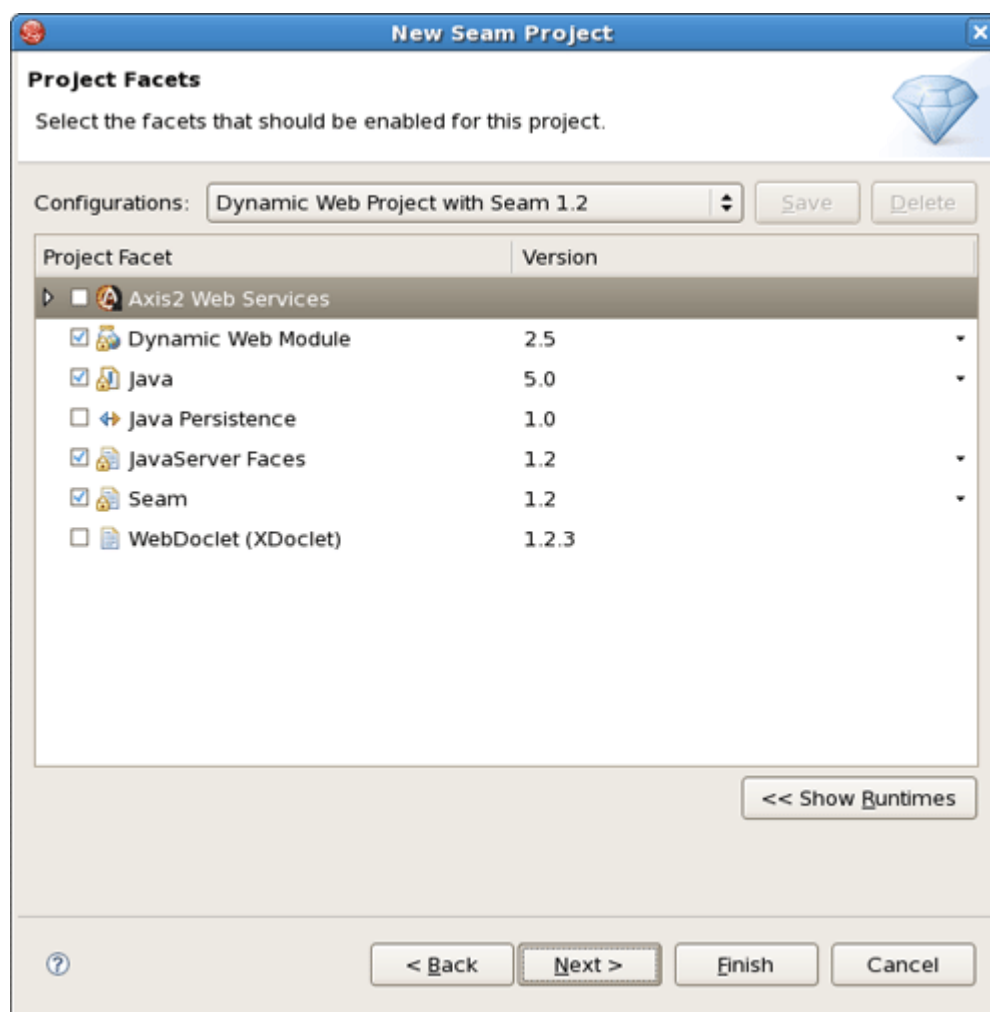 New Seam Project
Project Facets
Select the facets that should be enabled for this project.
Configurations: Dynamic Web Project with Seam 1.2 Save Delete
Project Facet Version
Axis2 Web Services
Dynamic Web Module 2.5
Java 5.0
Java Persistence 1.0
JavaServer Faces 1.2
Seam 1.2
WebDoclet (XDoclet) 1.2.3
<< Show Runtimes
< Back Next > Finish Cancel